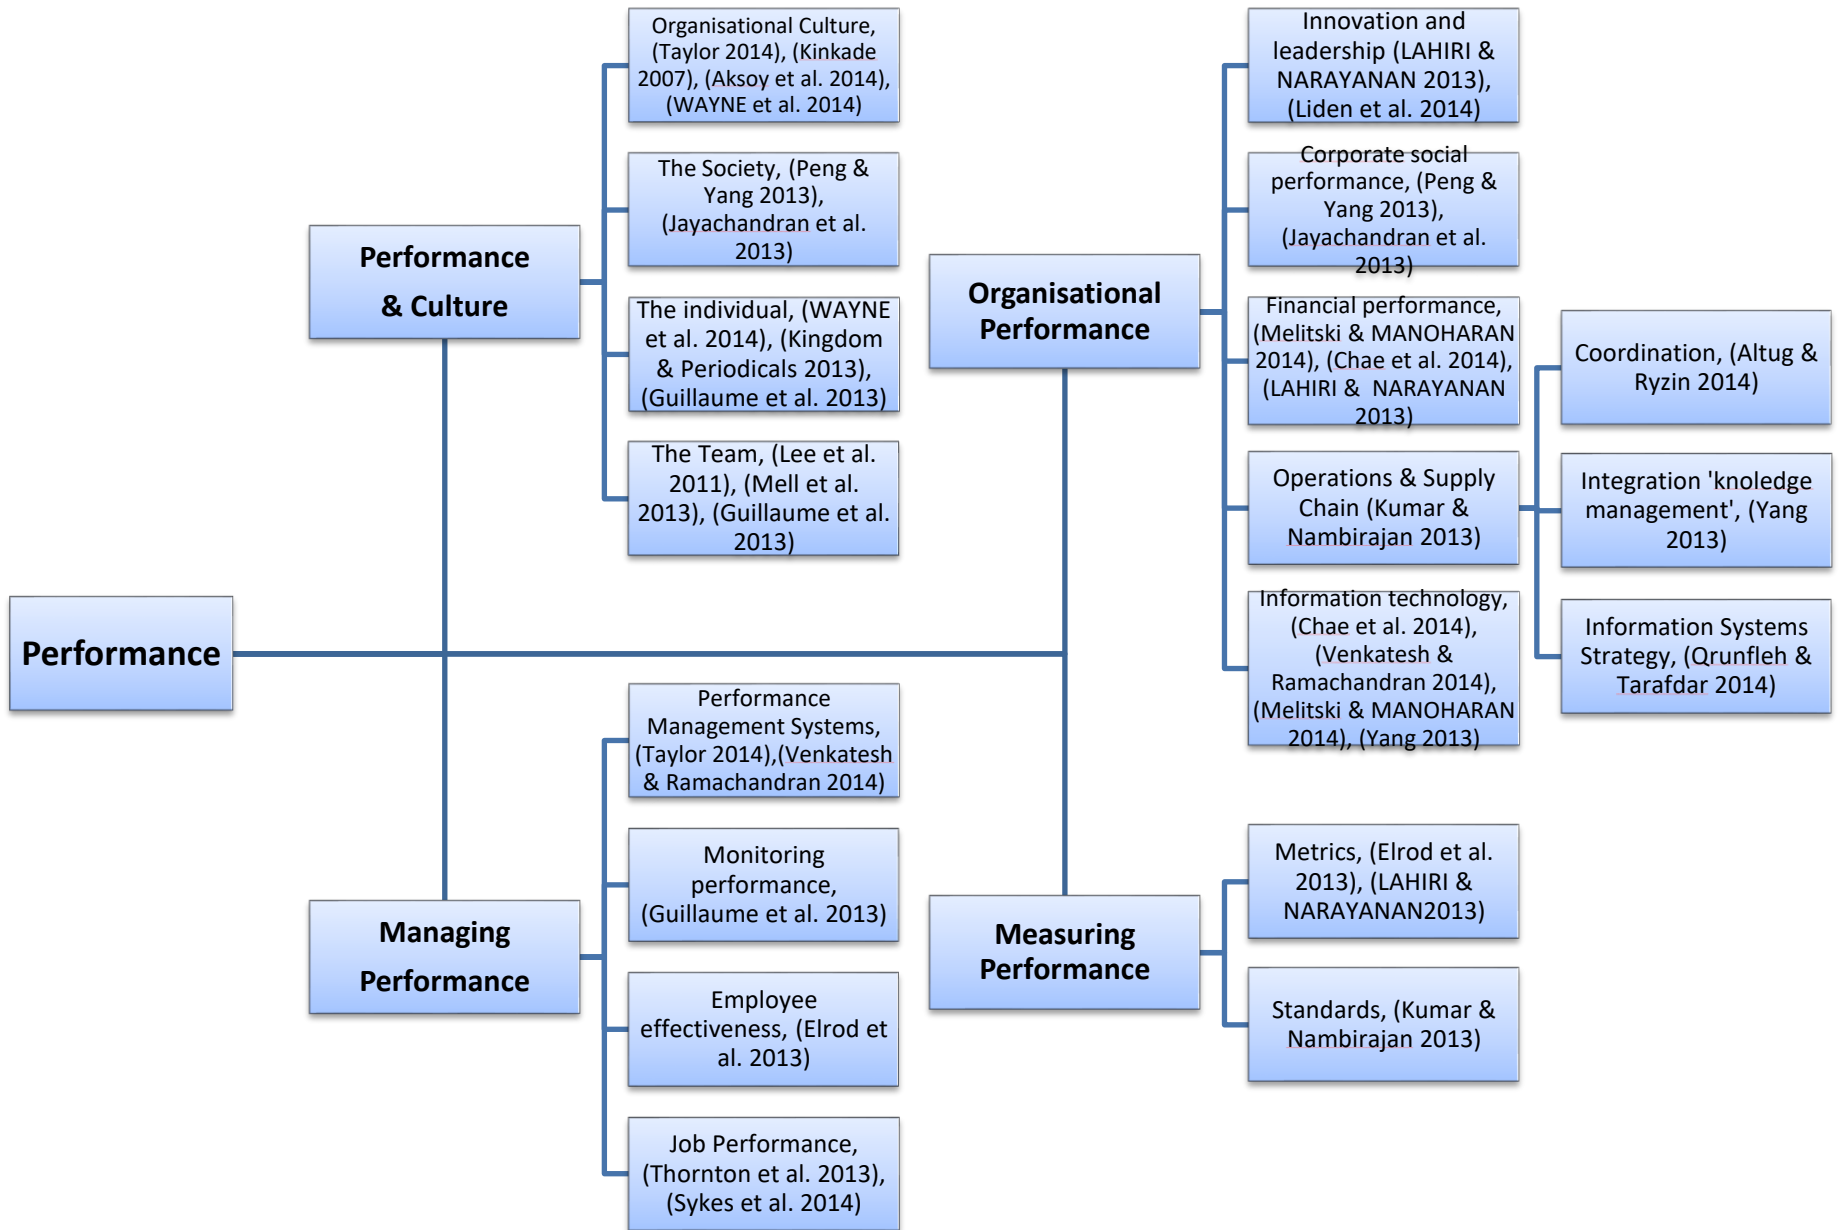 Performance
Performance
& Culture
Organisational Culture,
(Taylor 2014), (Kinkade
2007), (Aksoy et al. 2014),
(WAYNE et al. 2014)
The Society, (Peng &
Yang 2013),
(Jayachandran et al.
2013)
The individual, (WAYNE
et al. 2014), (Kingdom
& Periodicals 2013),
(Guillaume et al. 2013)
The Team, (Lee et al.
2011), (Mell et al.
2013), (Guillaume et al.
2013)
Managing
Performance
Performance
Management Systems,
(Taylor 2014),(Venkatesh
& Ramachandran 2014)
Monitoring
performance,
(Guillaume et al. 2013)
Employee
effectiveness, (Elrod et
al. 2013)
Job Performance,
(Thornton et al. 2013),
(Sykes et al. 2014)
Organisational
Performance
Innovation and
leadership (LAHIRI &
NARAYANAN 2013),
(Liden et al. 2014)
Corporate social
performance, (Peng &
Yang 2013),
(Jayachandran et al.
2013)
Financial performance,
(Melitski & MANOHARAN
2014), (Chae et al. 2014),
(LAHIRI & NARAYANAN
2013)
Operations & Supply
Chain (Kumar &
Nambirajan 2013)
Coordination, (Altug &
Ryzin 2014)
Integration 'knoledge
management', (Yang
2013)
Information Systems
Strategy, (Qrunfleh &
Tarafdar 2014)
Information technology,
(Chae et al. 2014),
(Venkatesh &
Ramachandran 2014),
(Melitski & MANOHARAN
2014), (Yang 2013)
Measuring
Performance
Metrics, (Elrod et al.
2013), (LAHIRI &
NARAYANAN2013)
Standards, (Kumar &
Nambirajan 2013)